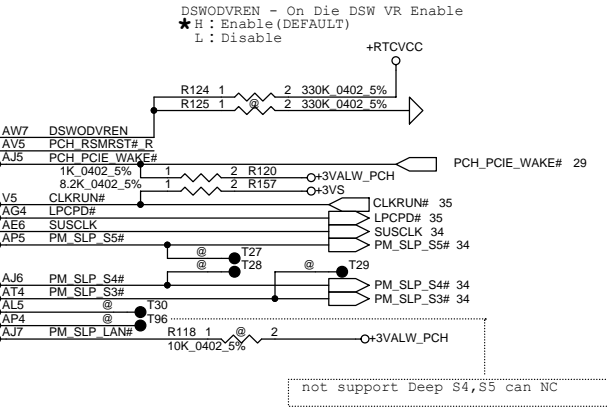 DSWODVREN - On Die DSW VR Enable
★ H : Enable(DEFAULT)
L : Disable
+RTCVCC
R124 1 2 330K_0402_5%
R125 1 @ 2 330K_0402_5%
AW7 DSWODVREN
AV5 PCH_RSMRST#_R
AJ5 PCH_PCIE_WAKE#
PCH_PCIE_WAKE# 29
1K_0402_5% 1 2 R120 +3VALW_PCH
8.2K_0402_5% 1 2 R157 +3VS
V5 CLKRUN# CLKRUN# 35
AG4 LPCPD# LPCPD# 35
AE6 SUSCLK SUSCLK 34
AP5 PM_SLP_S5# PM_SLP_S5# 34
@ T27
@ T28 @ T29
AJ6 PM_SLP_S4# PM_SLP_S4# 34
AT4 PM_SLP_S3# PM_SLP_S3# 34
AL5 @ T30
AP4 @ T96
AJ7 PM_SLP_LAN# R118 1 @ 2 +3VALW_PCH
10K_0402_5%
not support Deep S4,S5 can NC